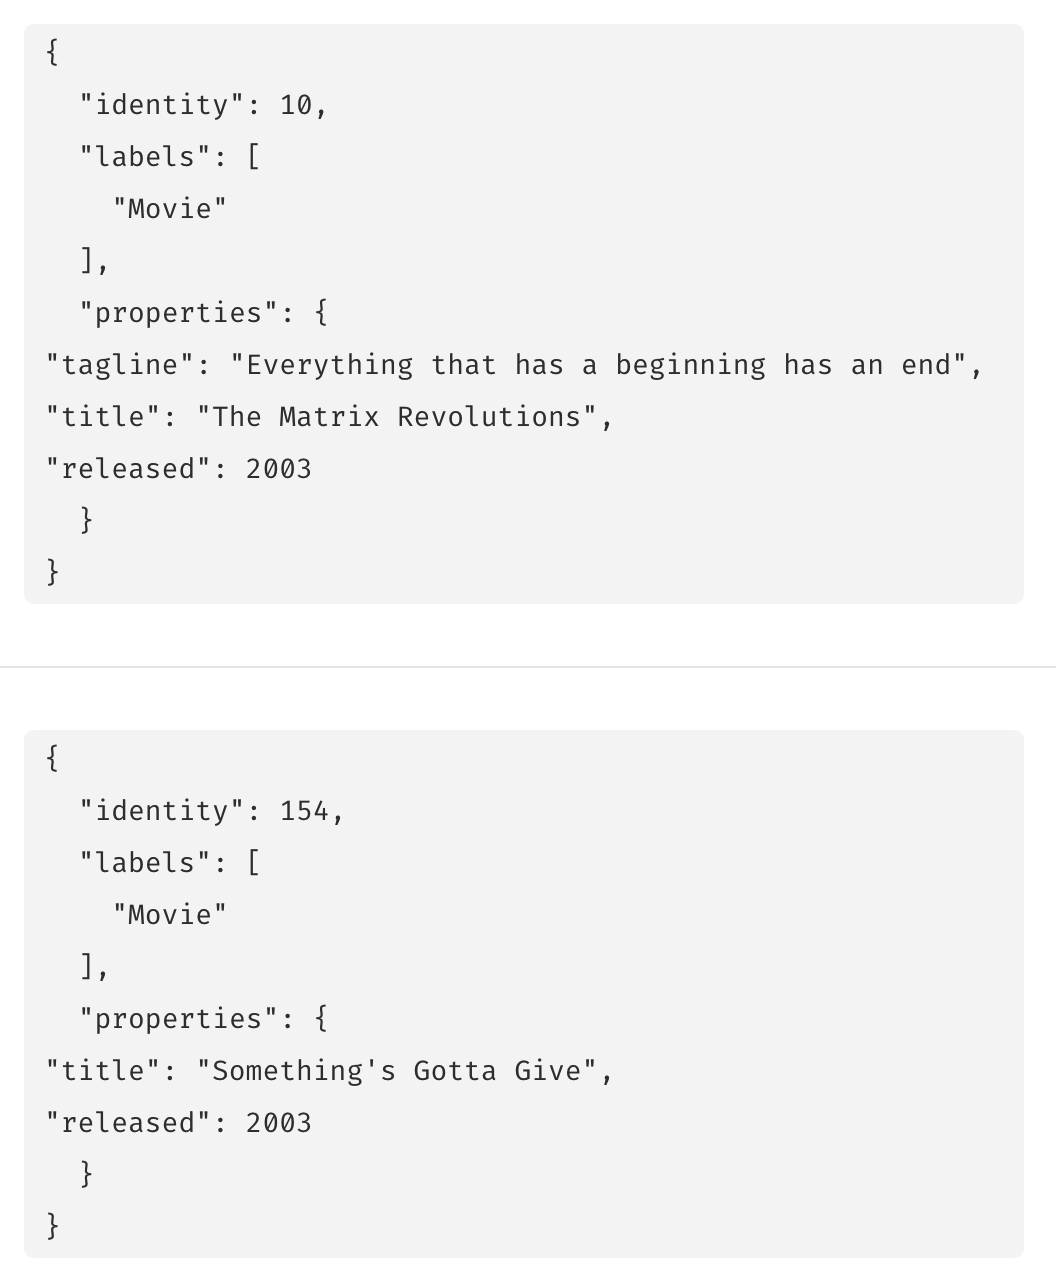 {
  "identity": 10,
  "labels": [
    "Movie"
  ],
  "properties": {
"tagline": "Everything that has a beginning has an end",
"title": "The Matrix Revolutions",
"released": 2003
  }
}
{
  "identity": 154,
  "labels": [
    "Movie"
  ],
  "properties": {
"title": "Something's Gotta Give",
"released": 2003
  }
}